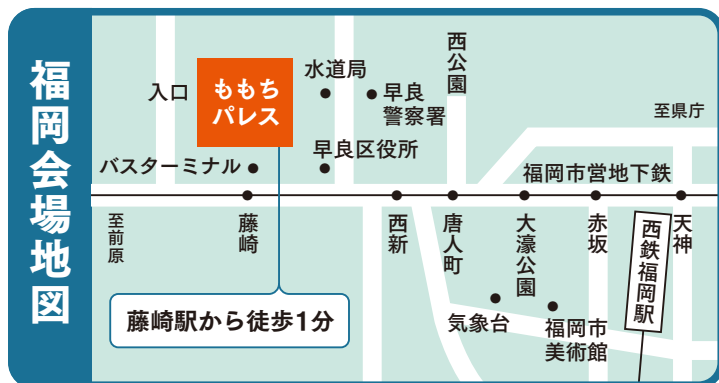 福岡会場地図
入口
ももち
パレス
水道局
早良
警察署
西公園
至県庁
バスターミナル
早良区役所
福岡市営地下鉄
至前原
藤崎
西新
唐人町
大濠公園
赤坂
西鉄福岡駅
天神
藤崎駅から徒歩1分
気象台
福岡市
美術館